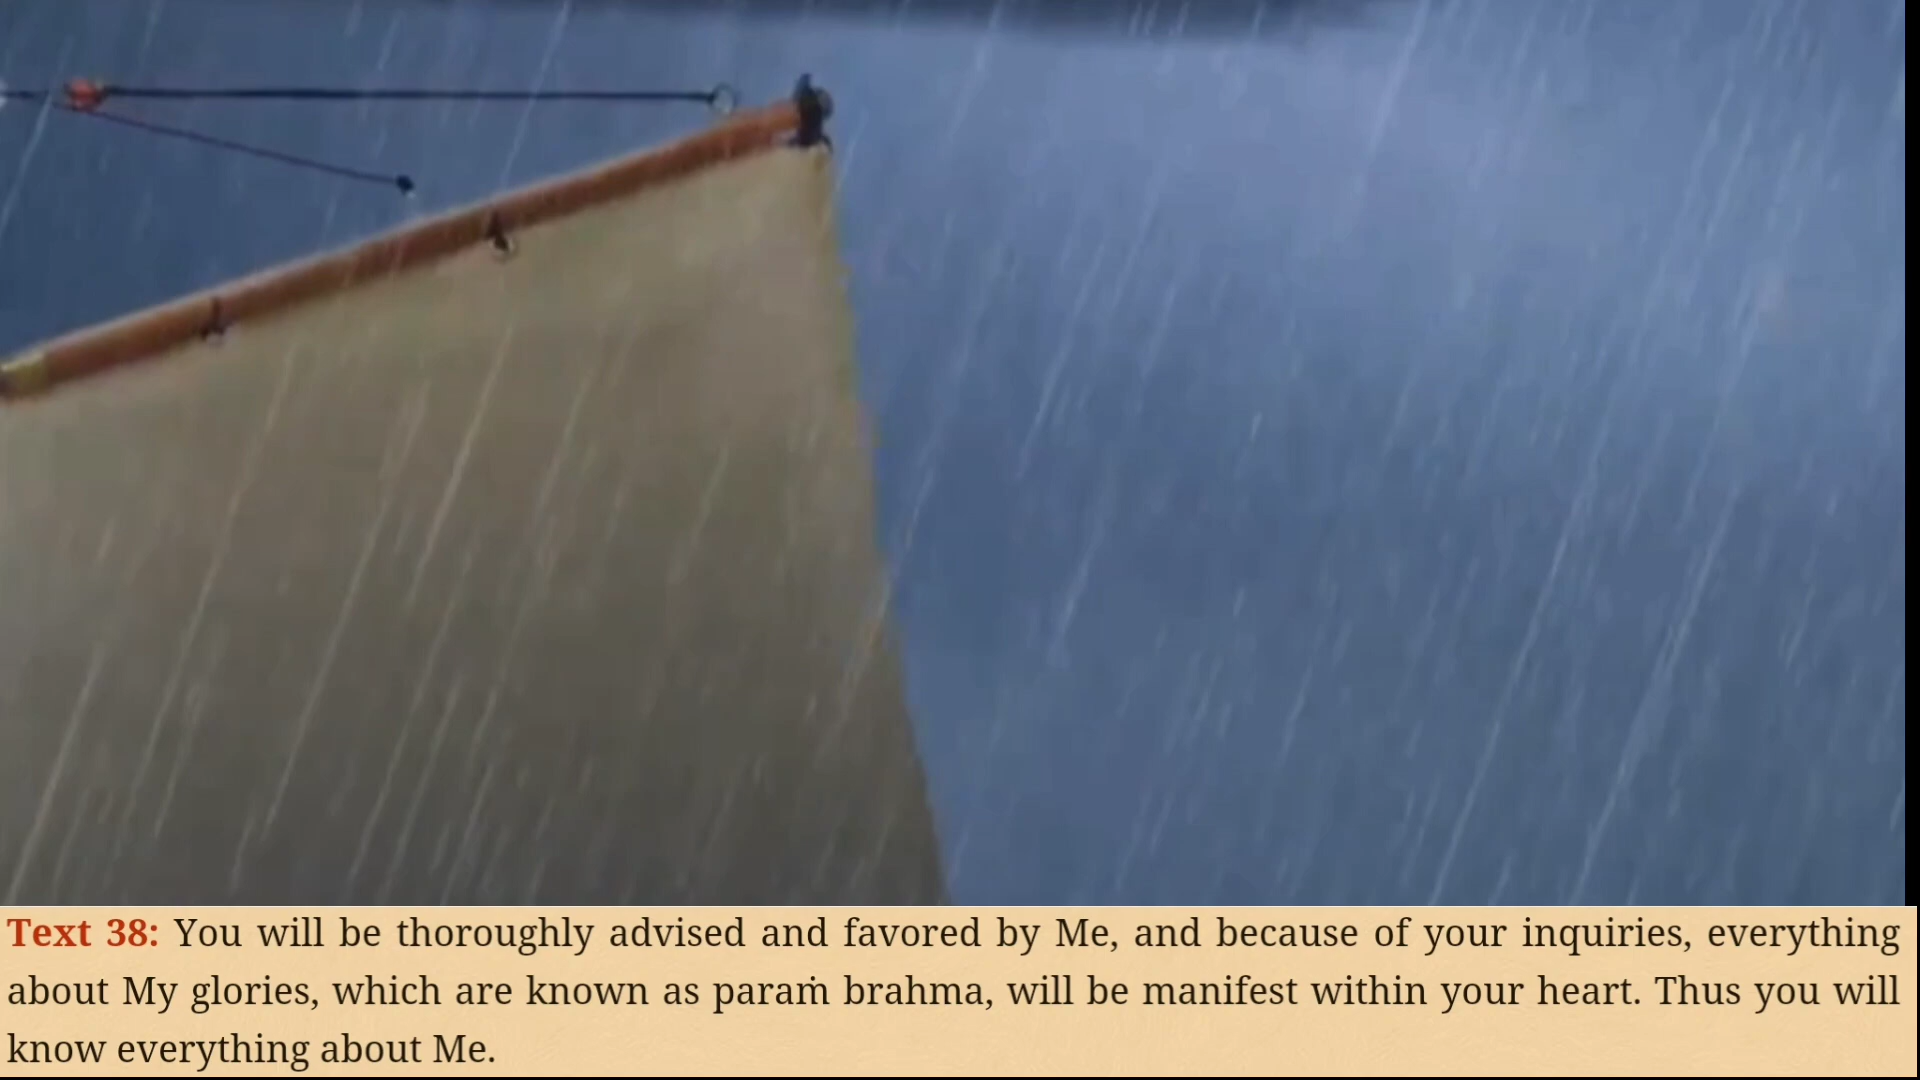 Text 38: You will be thoroughly advised and favored by Me, and because of your inquiries, everything
about My glories, which are known as paraṁ brahma, will be manifest within your heart. Thus you will
know everything about Me.